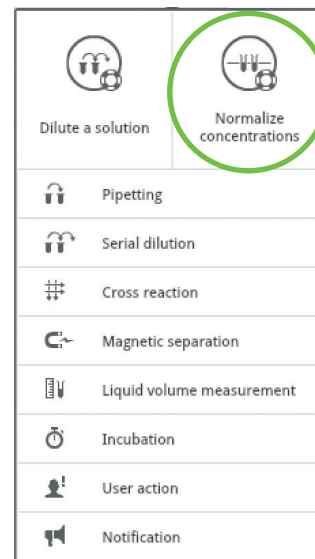 Dilute a solution
Normalize
concentrations
Pipetting
Serial dilution
Cross reaction
Magnetic separation
Liquid volume measurement
Incubation
User action
Notification